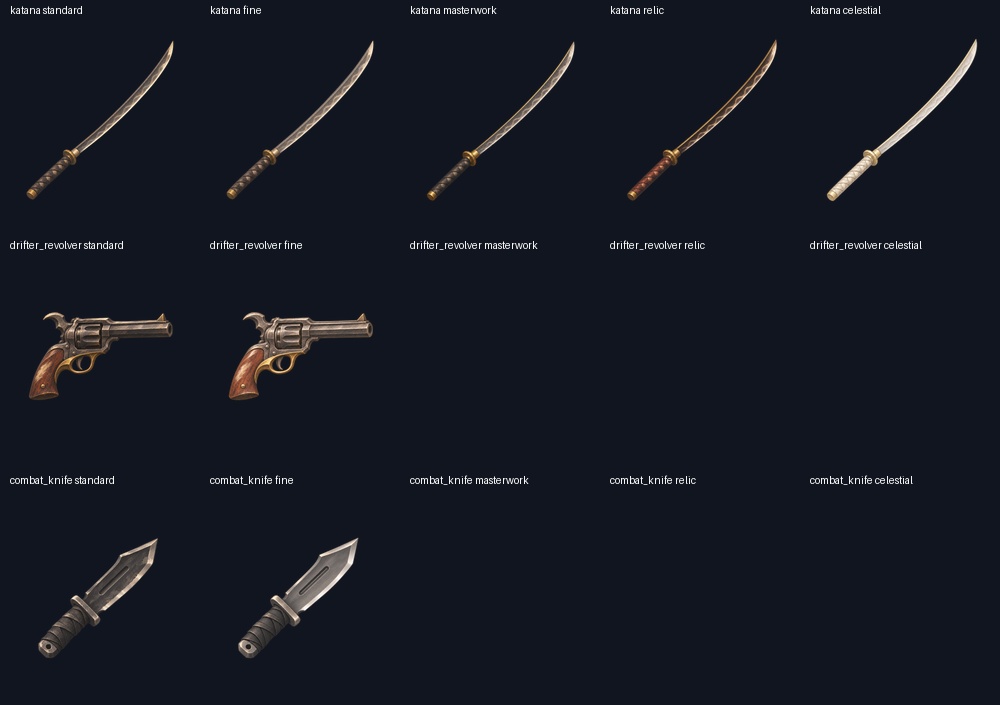 katana standard
katana fine
katana masterwork
katana relic
katana celestial
drifter_revolver standard
drifter_revolver fine
drifter_revolver masterwork
drifter_revolver relic
drifter_revolver celestial
combat_knife standard
combat_knife fine
combat_knife masterwork
combat_knife relic
combat_knife celestial